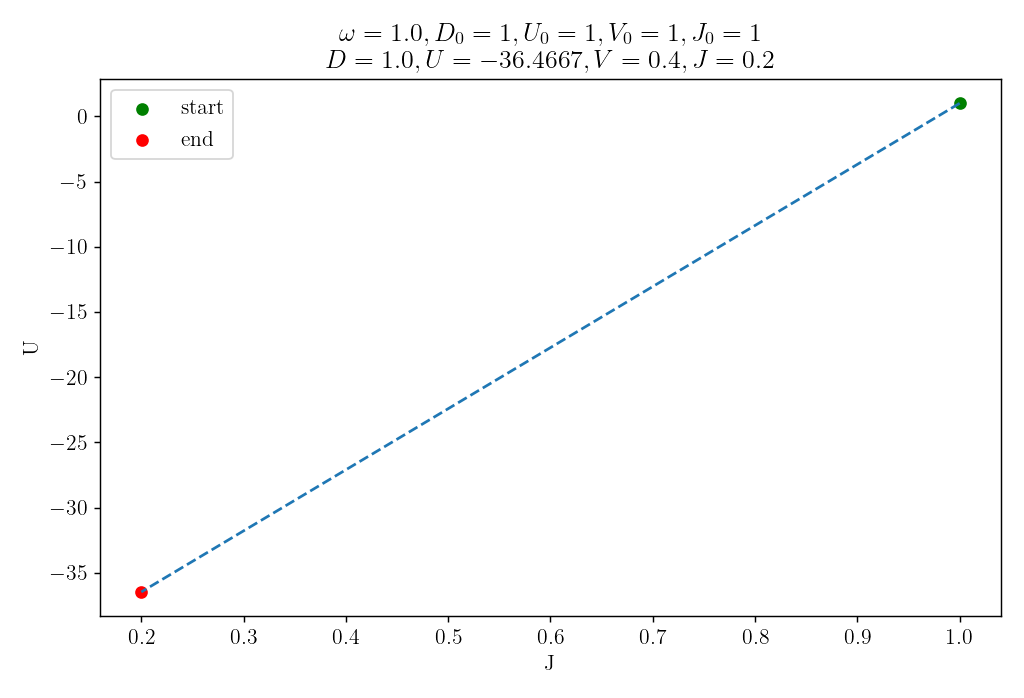 ω = 1.0, D₀ = 1, U₀ = 1, V₀ = 1, J₀ = 1
D = 1.0, U = −36.4667, V = 0.4, J = 0.2
start
end
0
−5
−10
−15
−20
−25
−30
−35
U
0.2 0.3 0.4 0.5 0.6 0.7 0.8 0.9 1.0
J